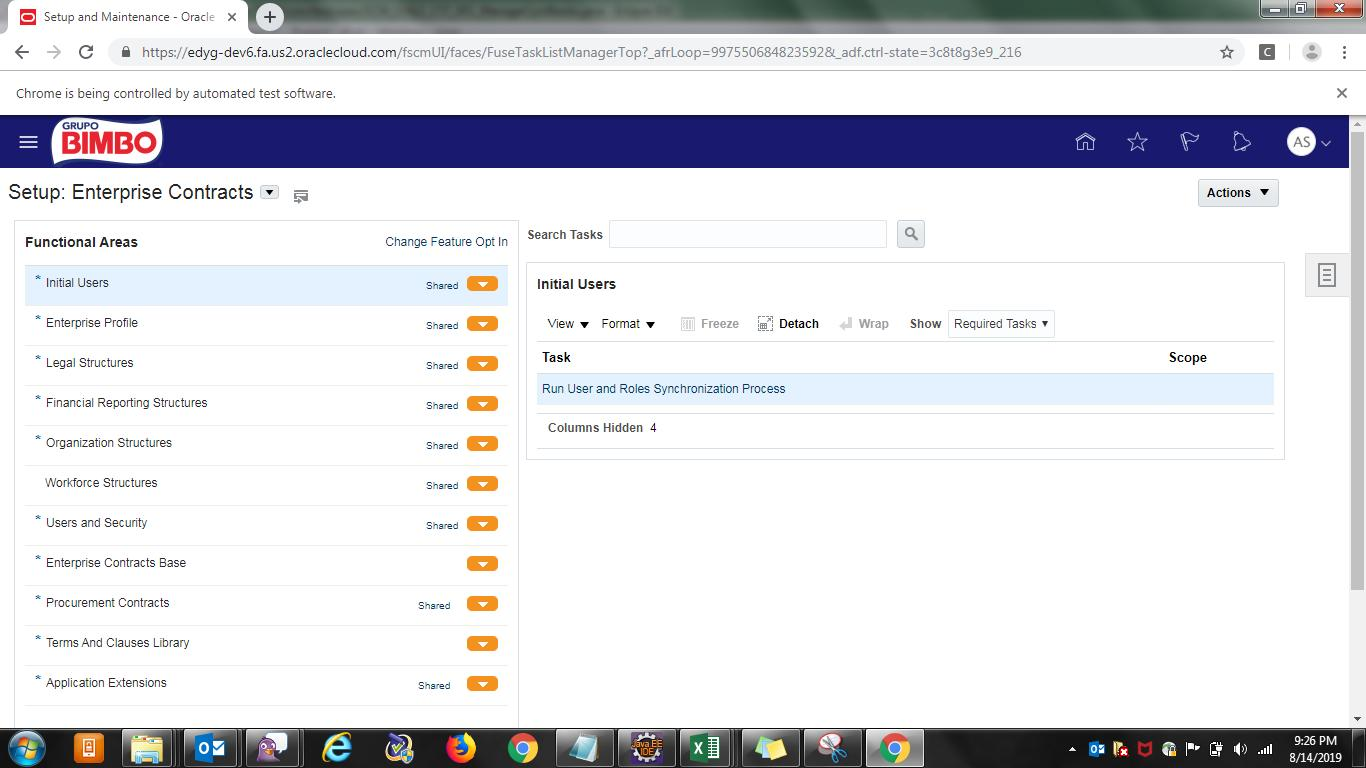 Setup and Maintenance - Oracle
https://edyg-dev6.fa.us2.oraclecloud.com/fscmUI/faces/FuseTaskListManagerTop?_afrLoop=997550684823592&_adf.ctrl-state=3c8t8g3e9_216
C
Chrome is being controlled by automated test software.
GRUPO
BIMBO
AS
Setup: Enterprise Contracts
Actions
Functional Areas
Change Feature Opt In
* Initial Users Shared
* Enterprise Profile Shared
* Legal Structures Shared
* Financial Reporting Structures Shared
* Organization Structures Shared
Workforce Structures Shared
* Users and Security Shared
* Enterprise Contracts Base
* Procurement Contracts Shared
* Terms And Clauses Library
* Application Extensions Shared
Search Tasks
Initial Users
View Format Freeze Detach Wrap Show Required Tasks
Task Scope
Run User and Roles Synchronization Process
Columns Hidden 4
Java EE
IDE
9:26 PM
8/14/2019